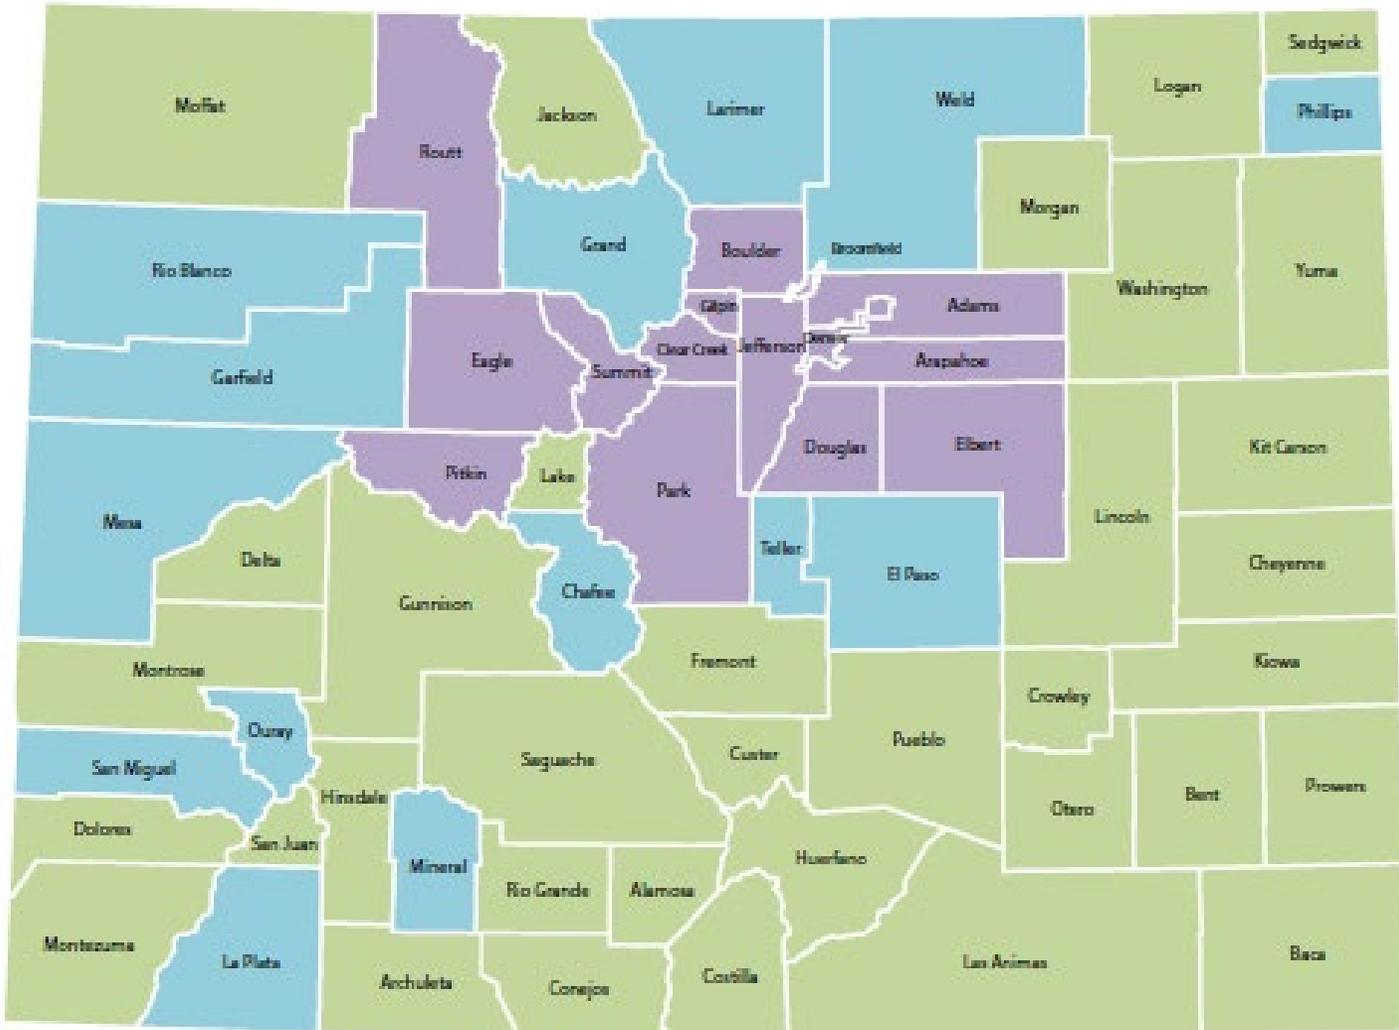 Sedgwick
Moffat
Jackson
Larimer
Weld
Logan
Phillips
Routt
Morgan
Grand
Boulder
Broomfield
Rio Blanco
Washington
Yuma
Gilpin
Adams
Clear Creek
Jefferson
Denver
Eagle
Summit
Arapahoe
Garfield
Pitkin
Lake
Park
Douglas
Elbert
Kit Carson
Mesa
Lincoln
Delta
Teller
El Paso
Cheyenne
Gunnison
Chafee
Montrose
Fremont
Kiowa
Crowley
Ouray
San Miguel
Saguache
Custer
Pueblo
Hinsdale
Otero
Bent
Prowers
Dolores
San Juan
Mineral
Huerfano
Rio Grande
Alamosa
Montezuma
La Plata
Archuleta
Conejos
Costilla
Las Animas
Baca